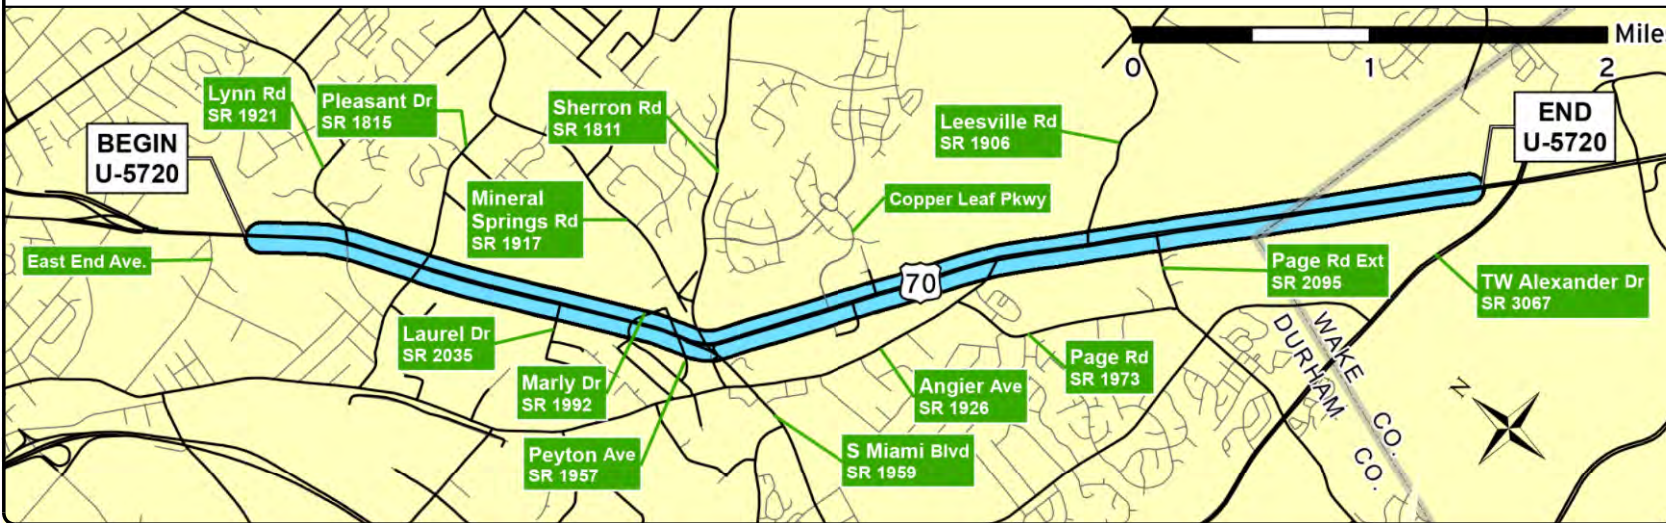 Mile
0
1
2
Lynn Rd
SR 1921
Pleasant Dr
SR 1815
Sherron Rd
SR 1811
Leesville Rd
SR 1906
END
U-5720
BEGIN
U-5720
Mineral
Springs Rd
SR 1917
Copper Leaf Pkwy
East End Ave.
70
Page Rd Ext
SR 2095
TW Alexander Dr
SR 3067
Laurel Dr
SR 2035
Marly Dr
SR 1992
Page Rd
SR 1973
Angier Ave
SR 1926
Peyton Ave
SR 1957
S Miami Blvd
SR 1959
WAKE
CO.
DURHAM
CO.
N